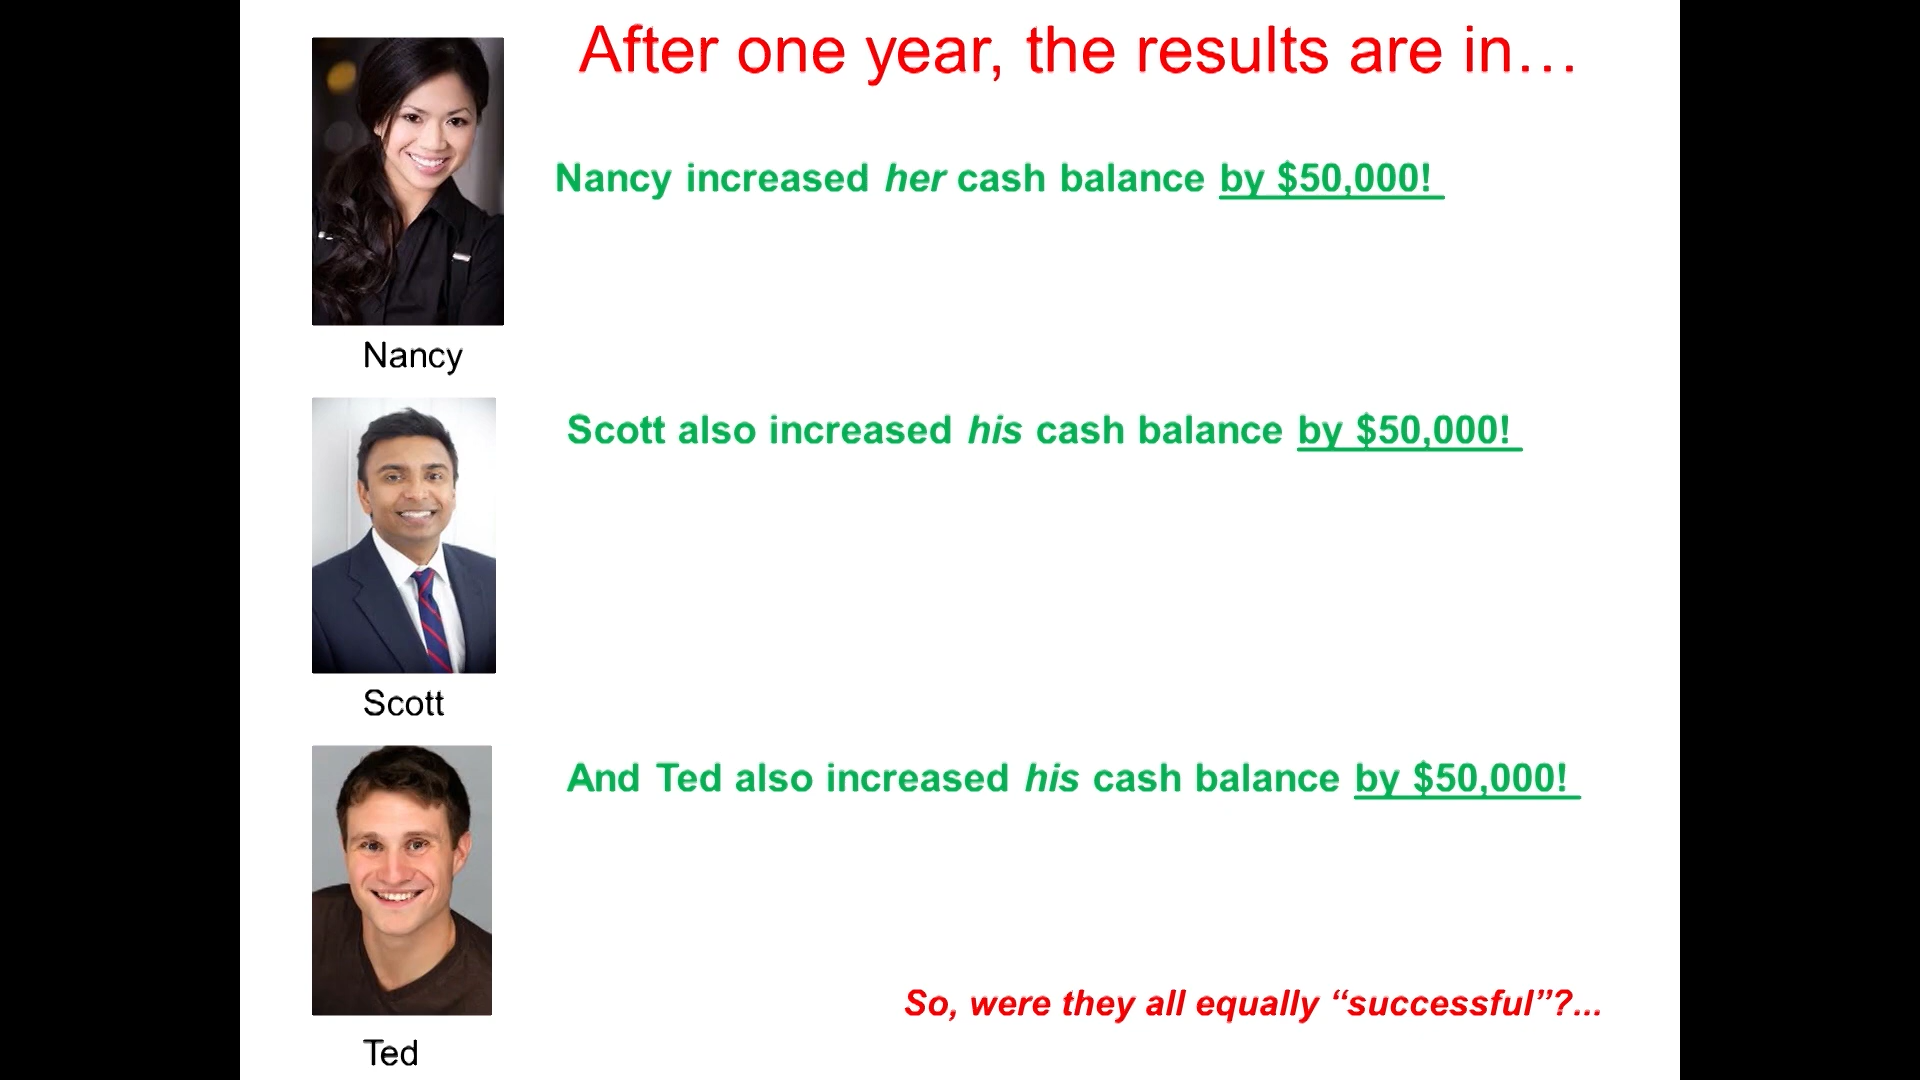 After one year, the results are in…
Nancy increased her cash balance by $50,000!
Nancy
Scott also increased his cash balance by $50,000!
Scott
And Ted also increased his cash balance by $50,000!
So, were they all equally “successful”?...
Ted